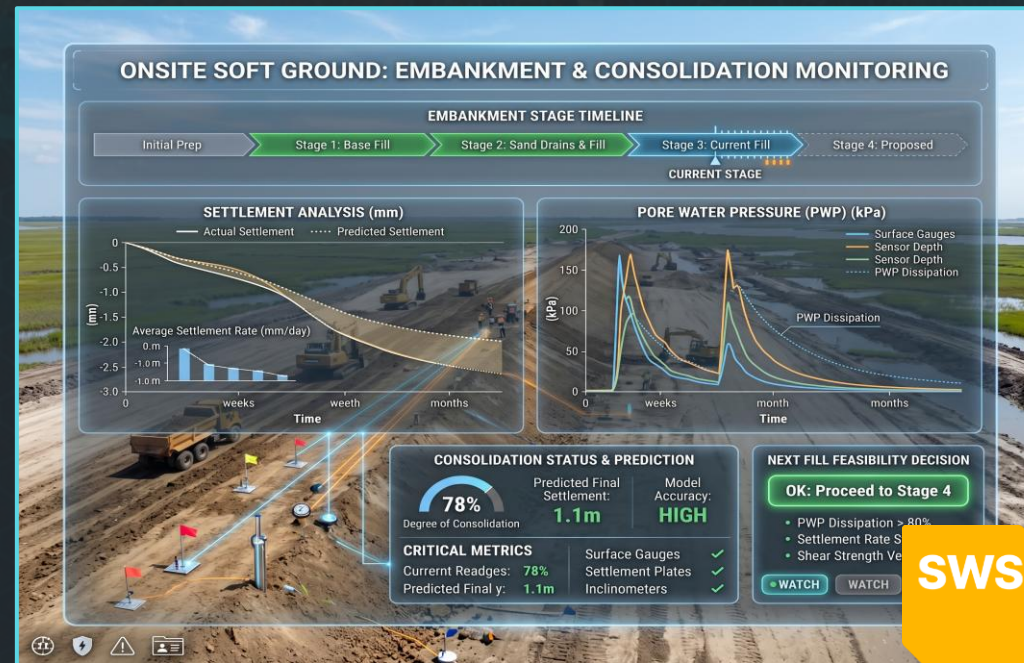 ONSITE SOFT GROUND: EMBANKMENT & CONSOLIDATION MONITORING
EMBANKMENT STAGE TIMELINE
Initial Prep
Stage 1: Base Fill
Stage 2: Sand Drains & Fill
Stage 3: Current Fill
Stage 4: Proposed
CURRENT STAGE
SETTLEMENT ANALYSIS (mm)
Actual Settlement
Predicted Settlement
0
-0.5
-1.0
-1.5
-2.0
-2.5
-3.0
(mm)
Average Settlement Rate (mm/day)
0.m
-1.0 m
-1.0 m
0
weeks
weeth
months
Time
PORE WATER PRESSURE (PWP) (kPa)
200
150
100
50
0
(kPa)
Surface Gauges
Sensor Depth
Sensor Depth
PWP Dissipation
PWP Dissipation
0
weeks
month
months
Time
CONSOLIDATION STATUS & PREDICTION
78%
Degree of Consolidation
Predicted Final
Settlement:
1.1m
Model
Accuracy:
HIGH
CRITICAL METRICS
Currernt Readges: 78%
Predicted Final y: 1.1m
Surface Gauges ✓
Settlement Plates ✓
Inclinometers ✓
NEXT FILL FEASIBILITY DECISION
OK: Proceed to Stage 4
• PWP Dissipation > 80%
• Settlement Rate S
• Shear Strength Ve
WATCH
WATCH
SWS